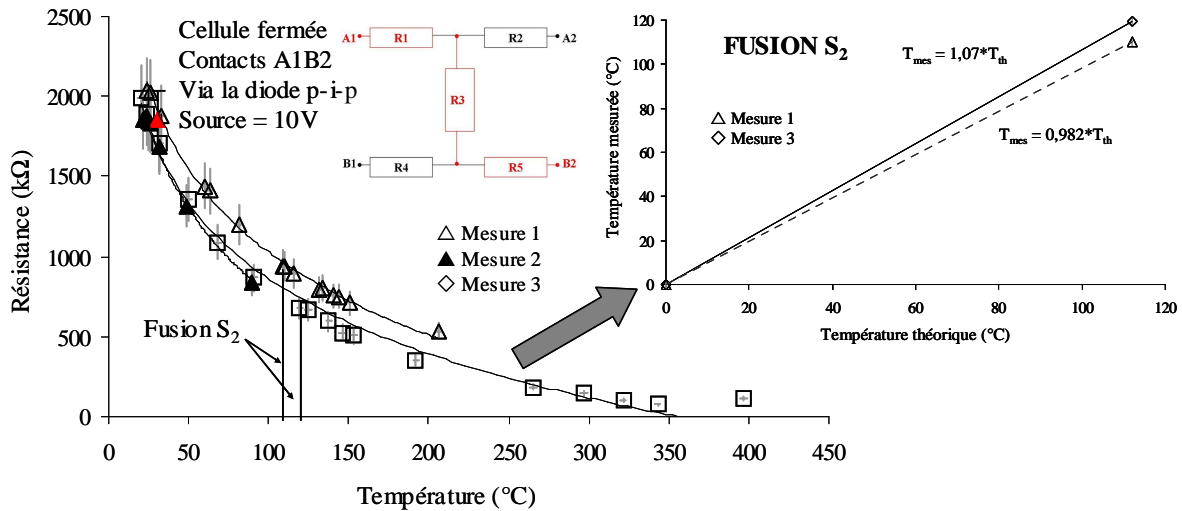 Cellule fermée
Contacts A1B2
Via la diode p-i-p
Source = 10V
A1
R1
R2
A2
R3
B1
R4
R5
B2
Résistance (kΩ)
2500
2000
1500
1000
500
0
0 50 100 150 200 250 300 350 400 450
Température (°C)
Mesure 1
Mesure 2
Mesure 3
Fusion S2
FUSION S2
Tmes = 1,07*Tth
Tmes = 0,982*Tth
Mesure 1
Mesure 3
Température mesurée (°C)
120
100
80
60
40
20
0
0 20 40 60 80 100 120
Température théorique (°C)